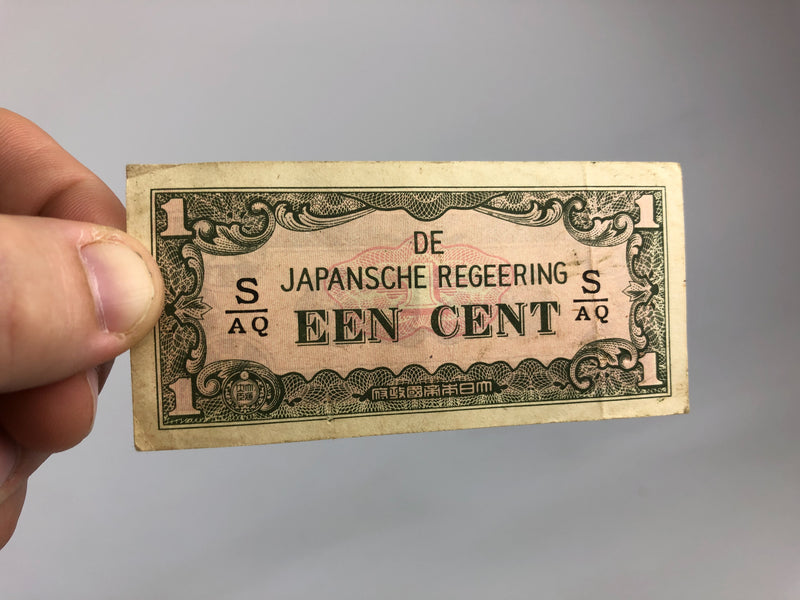 1 1
DE
JAPANSCHE REGEERING
S/AQ EEN CENT S/AQ
1 1
府政國帝本日大